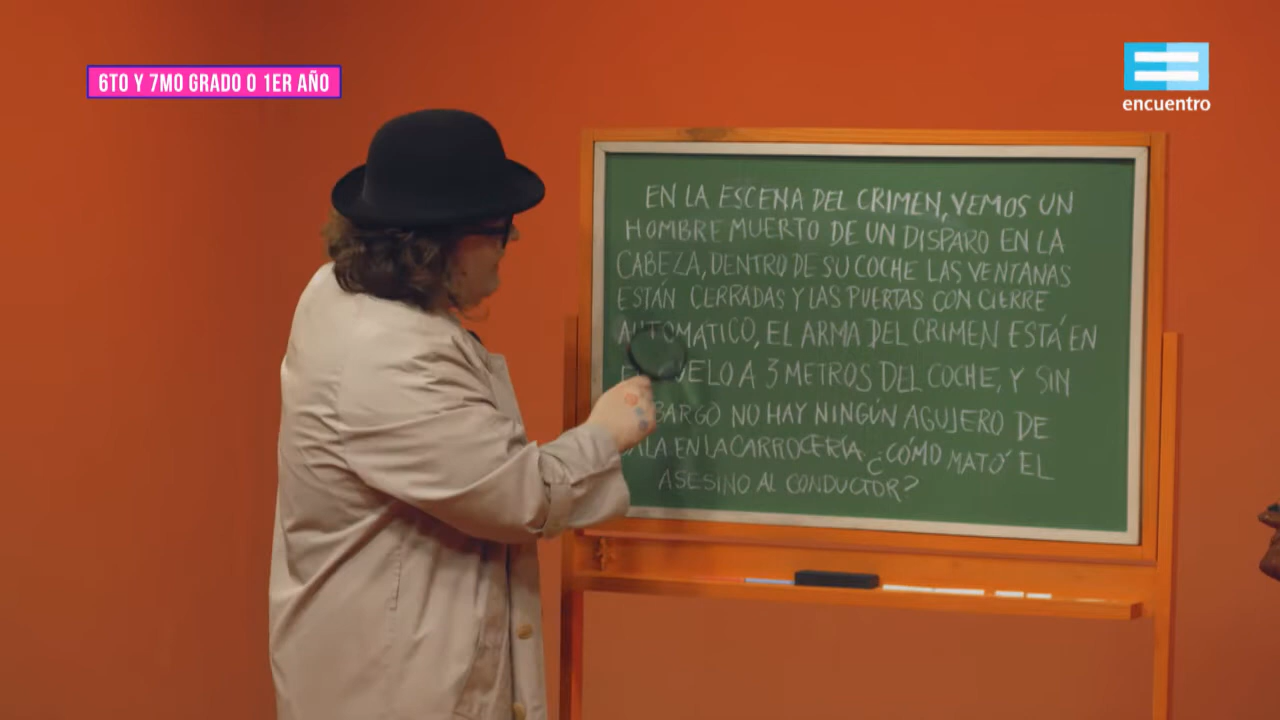 6TO Y 7MO GRADO O 1ER AÑO
encuentro
EN LA ESCENA DEL CRIMEN, VEMOS UN
HOMBRE MUERTO DE UN DISPARO EN LA
CABEZA, DENTRO DE SU COCHE LAS VENTANAS
ESTÁN CERRADAS Y LAS PUERTAS CON CIERRE
AUTOMATICO, EL ARMA DEL CRIMEN ESTÁ EN
A 3 METROS DEL COCHE, Y SIN
NO HAY NINGÚN AGUJERO DE
EN LA CARROCERÍA. ¿CÓMO MATÓ EL
ASESINO AL CONDUCTOR?